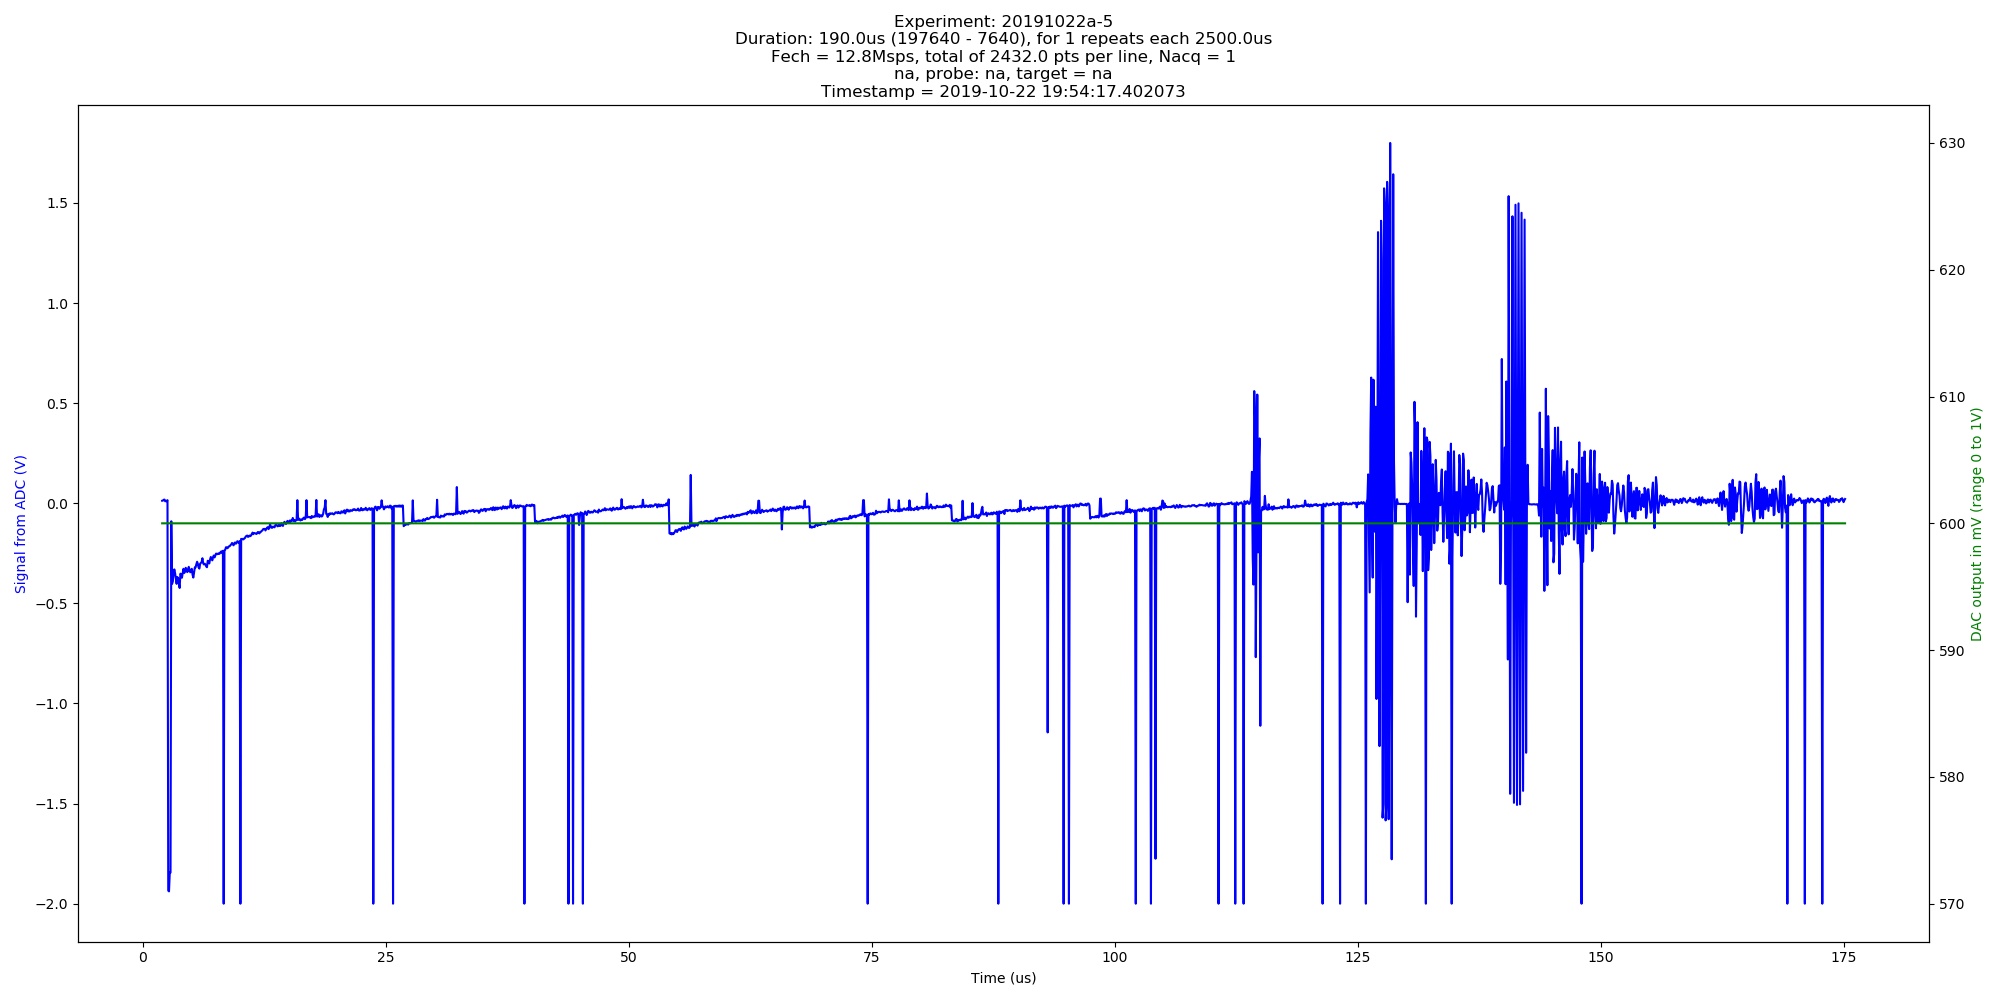 Experiment: 20191022a-5
Duration: 190.0us (197640 - 7640), for 1 repeats each 2500.0us
Fech = 12.8Msps, total of 2432.0 pts per line, Nacq = 1
na, probe: na, target = na
Timestamp = 2019-10-22 19:54:17.402073
Signal from ADC (V)
1.5
1.0
0.5
0.0
−0.5
−1.0
−1.5
−2.0
630
620
610
600
590
580
570
DAC output in mV (range 0 to 1V)
0
25
50
75
100
125
150
175
Time (us)